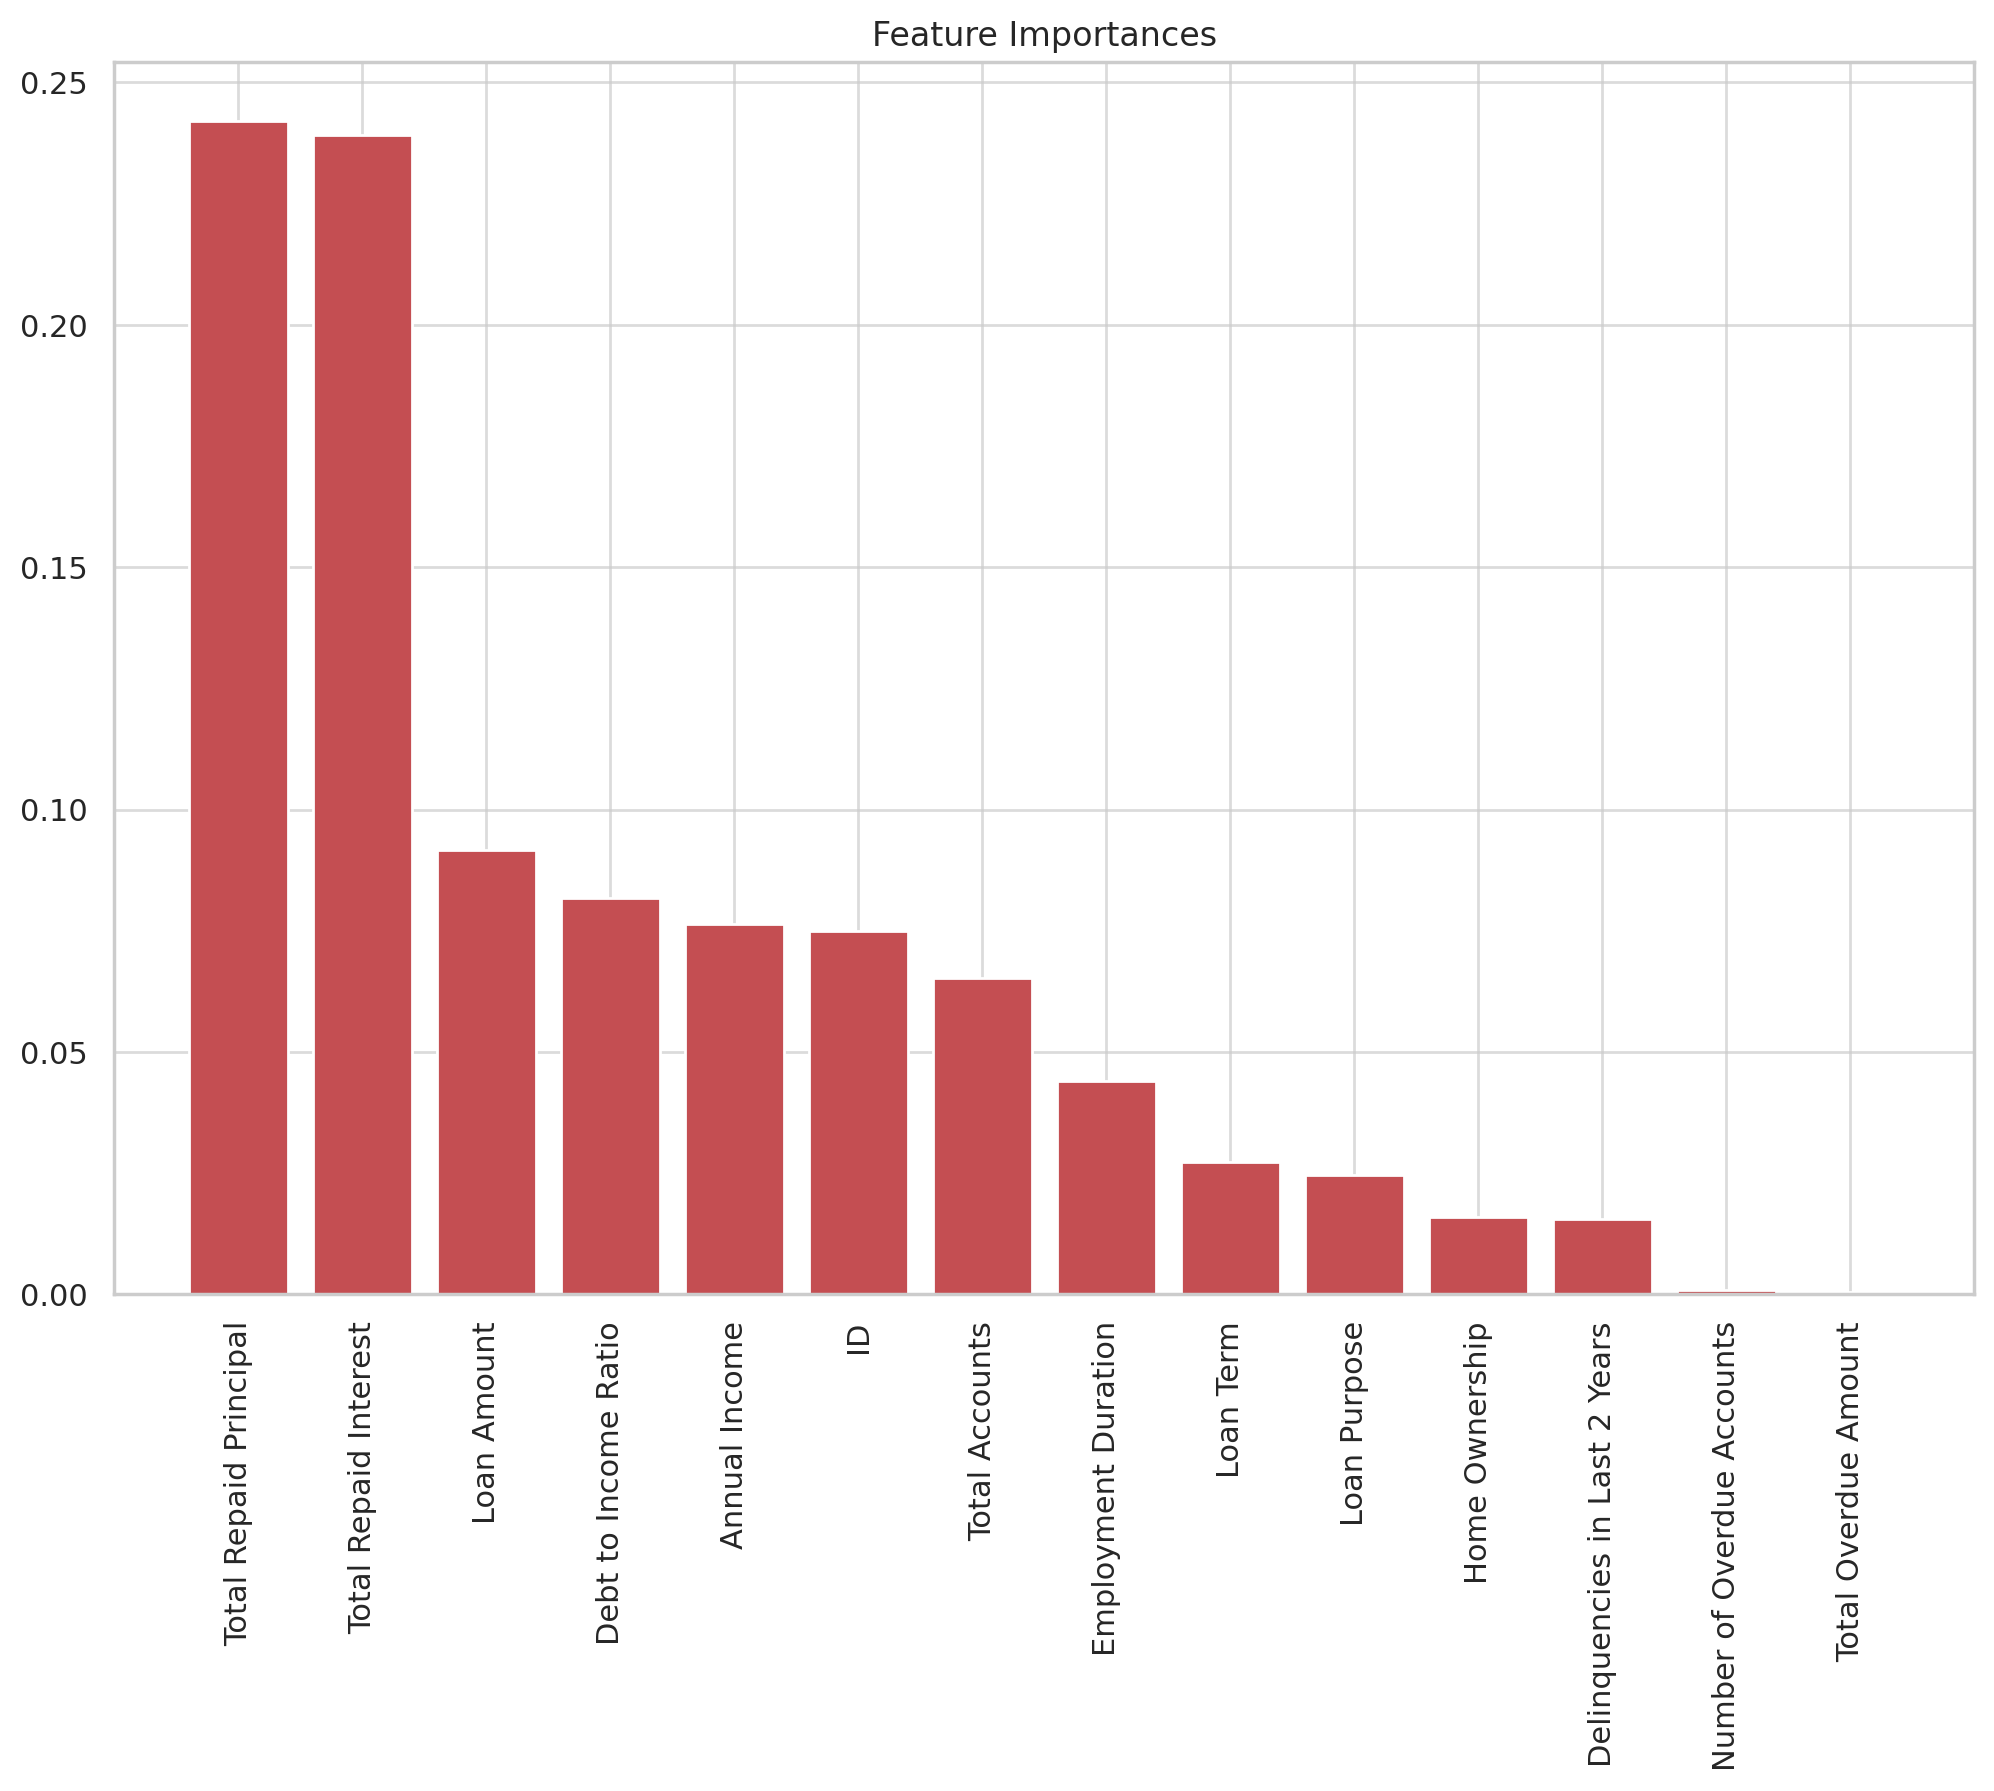 Feature Importances
0.25
0.20
0.15
0.10
0.05
0.00
Total Repaid Principal
Total Repaid Interest
Loan Amount
Debt to Income Ratio
Annual Income
ID
Total Accounts
Employment Duration
Loan Term
Loan Purpose
Home Ownership
Delinquencies in Last 2 Years
Number of Overdue Accounts
Total Overdue Amount